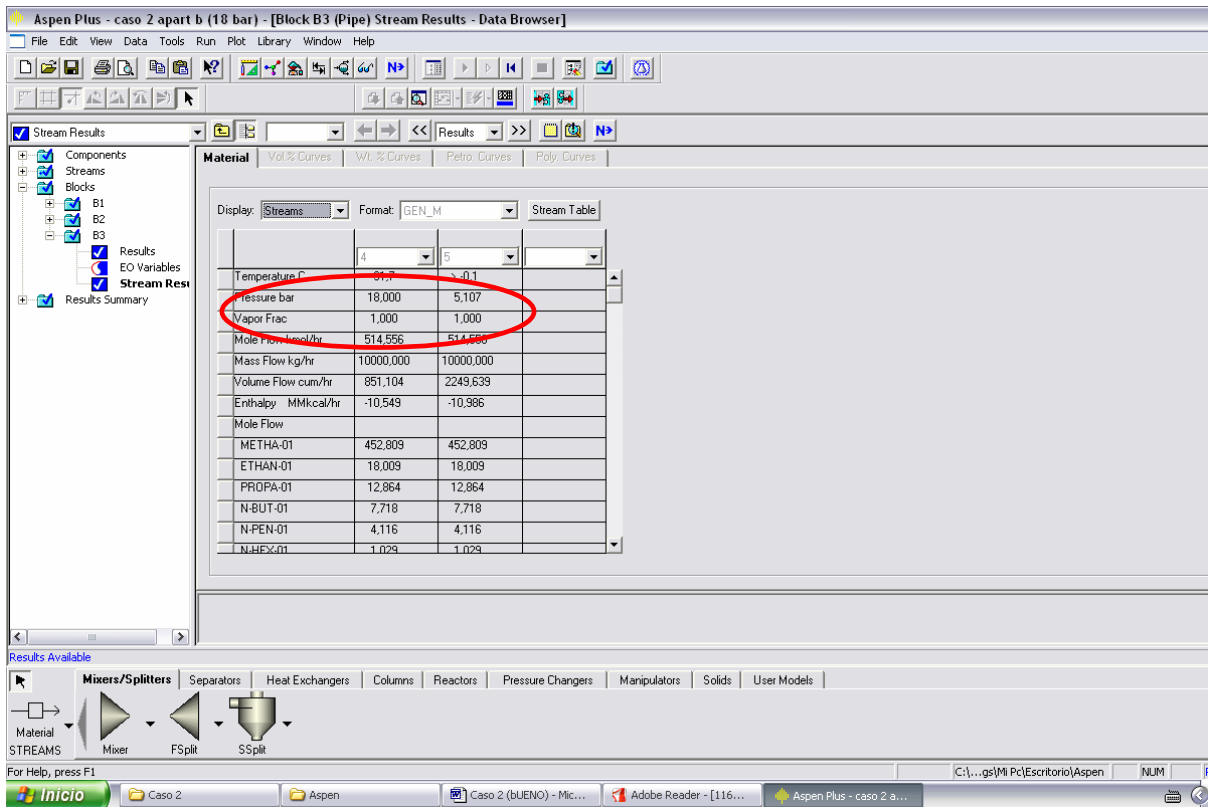 Aspen Plus - caso 2 apart b (18 bar) - [Block B3 (Pipe) Stream Results - Data Browser]
File Edit View Data Tools Run Plot Library Window Help
N>
Stream Results
Results
N>
Components
Streams
Blocks
B1
B2
B3
Results
EO Variables
Stream Resu
Results Summary
Material Vol.% Curves Wt. % Curves Petro. Curves Poly. Curves
Display: Streams Format: GEN_M Stream Table
4 5
Temperature C
Pressure bar 18,000 5,107
Vapor Frac 1,000 1,000
Mole Flow kmol/hr 514,556
Mass Flow kg/hr 10000,000 10000,000
Volume Flow cum/hr 851,104 2249,639
Enthalpy MMkcal/hr -10,549 -10,986
Mole Flow
METHA-01 452,809 452,809
ETHAN-01 18,009 18,009
PROPA-01 12,864 12,864
N-BUT-01 7,718 7,718
N-PEN-01 4,116 4,116
N-HEX-01 1,029 1,029
Results Available
Mixers/Splitters Separators Heat Exchangers Columns Reactors Pressure Changers Manipulators Solids User Models
Material
STREAMS Mixer FSplit SSplit
For Help, press F1 C:\...gs\Mi Pc\Escritorio\Aspen NUM
Inicio Caso 2 Aspen Caso 2 (bUENO) - Mic... Adobe Reader - [116... Aspen Plus - caso 2 a...